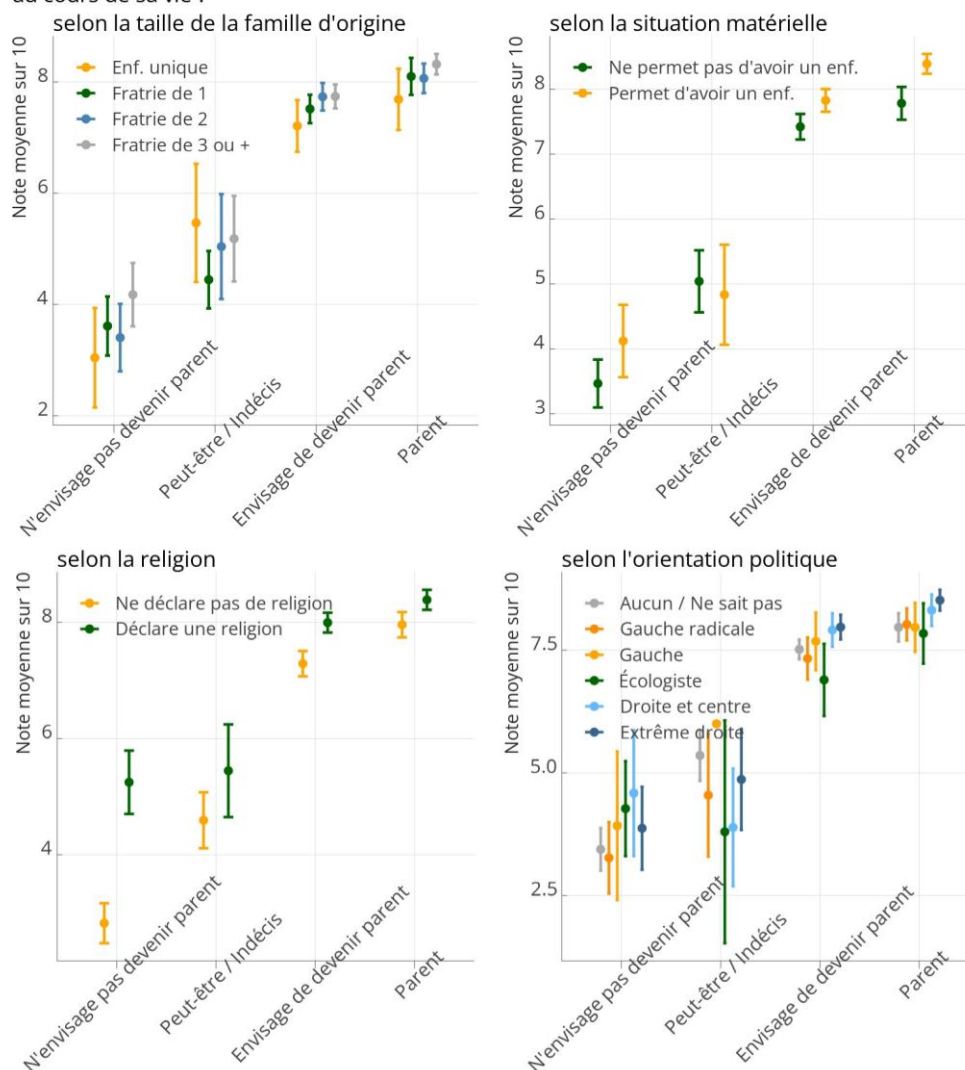 au cours de sa vie ?
selon la taille de la famille d'origine
Note moyenne sur 10
8
6
4
2
Enf. unique
Fratrie de 1
Fratrie de 2
Fratrie de 3 ou +
N'envisage pas devenir parent
Peut-être / Indécis
Envisage de devenir parent
Parent
selon la situation matérielle
Note moyenne sur 10
8
7
6
5
4
3
Ne permet pas d'avoir un enf.
Permet d'avoir un enf.
N'envisage pas devenir parent
Peut-être / Indécis
Envisage de devenir parent
Parent
selon la religion
Note moyenne sur 10
8
6
4
Ne déclare pas de religion
Déclare une religion
N'envisage pas devenir parent
Peut-être / Indécis
Envisage de devenir parent
Parent
selon l'orientation politique
Note moyenne sur 10
7.5
5.0
2.5
Aucun / Ne sait pas
Gauche radicale
Gauche
Écologiste
Droite et centre
Extrême droite
N'envisage pas devenir parent
Peut-être / Indécis
Envisage de devenir parent
Parent